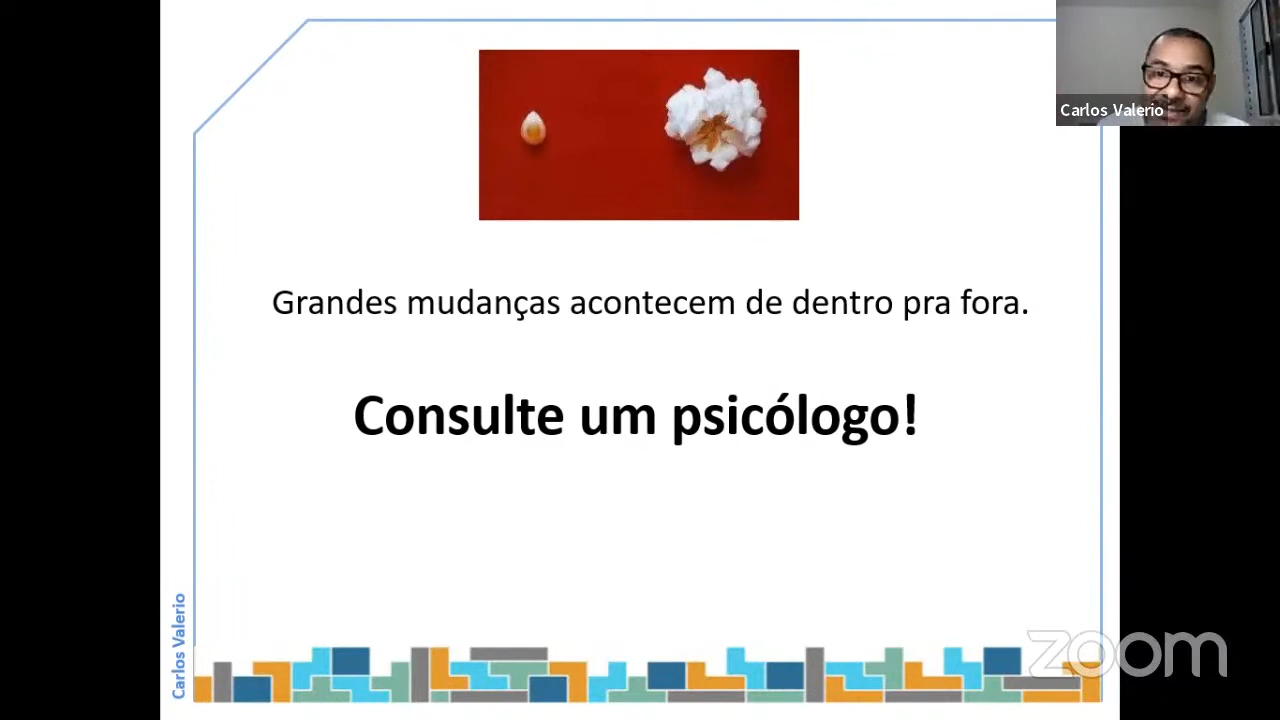 Carlos Valerio
Grandes mudanças acontecem de dentro pra fora.
Consulte um psicólogo!
Carlos Valerio
zoom